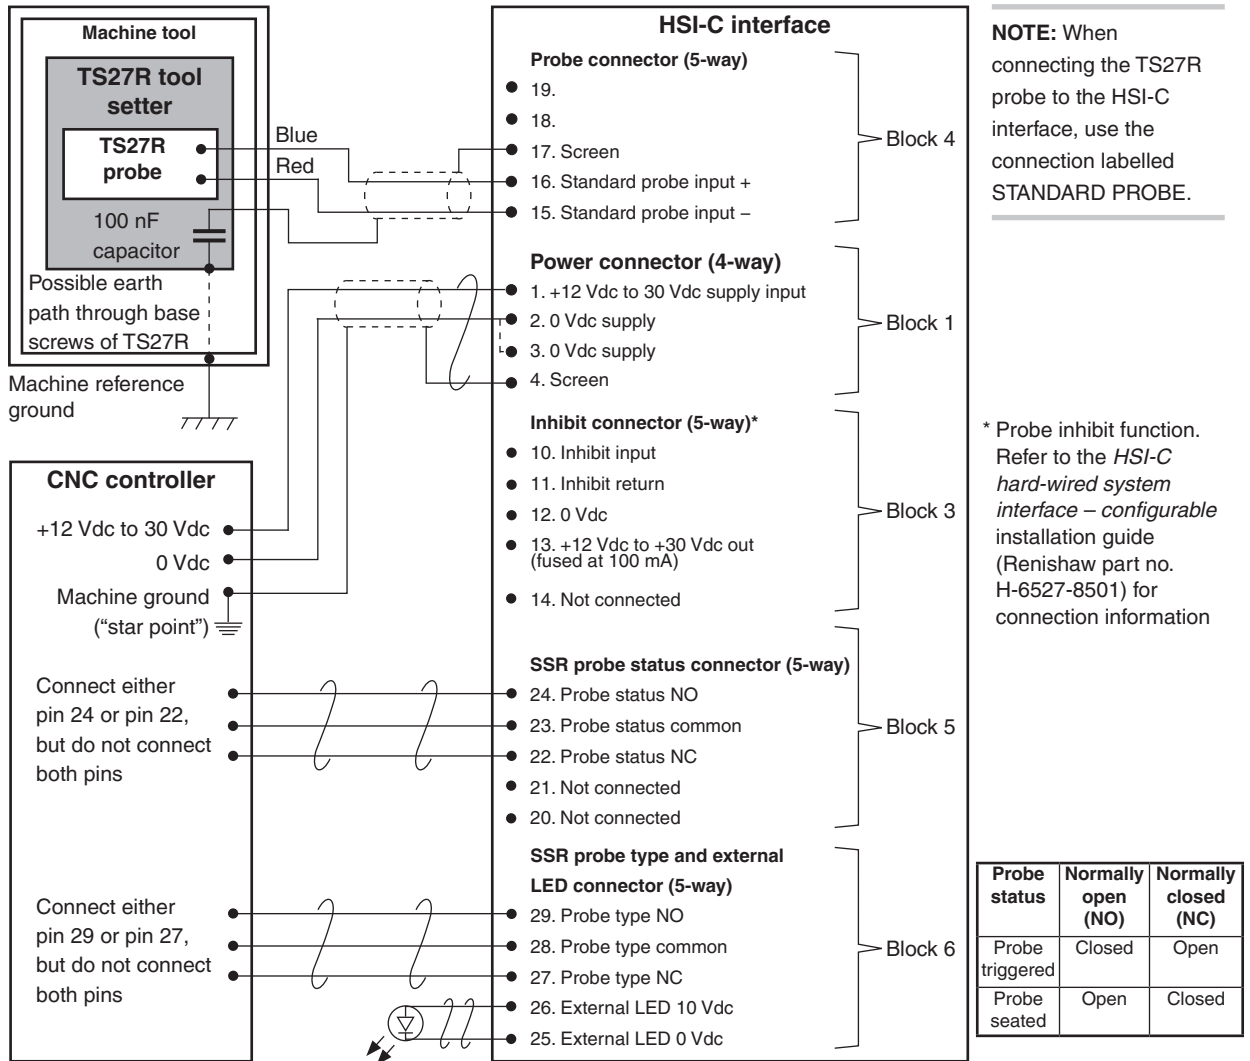 Machine tool
TS27R tool
setter
TS27R
probe
100 nF
capacitor
Possible earth
path through base
screws of TS27R
Machine reference
ground
Blue
Red
HSI-C interface
Probe connector (5-way)
19.
18.
17. Screen
16. Standard probe input +
15. Standard probe input –
Block 4
Power connector (4-way)
1. +12 Vdc to 30 Vdc supply input
2. 0 Vdc supply
3. 0 Vdc supply
4. Screen
Block 1
Inhibit connector (5-way)*
10. Inhibit input
11. Inhibit return
12. 0 Vdc
13. +12 Vdc to +30 Vdc out
(fused at 100 mA)
14. Not connected
Block 3
SSR probe status connector (5-way)
24. Probe status NO
23. Probe status common
22. Probe status NC
21. Not connected
20. Not connected
Block 5
SSR probe type and external
LED connector (5-way)
29. Probe type NO
28. Probe type common
27. Probe type NC
26. External LED 10 Vdc
25. External LED 0 Vdc
Block 6
CNC controller
+12 Vdc to 30 Vdc
0 Vdc
Machine ground
(“star point”)
Connect either
pin 24 or pin 22,
but do not connect
both pins
Connect either
pin 29 or pin 27,
but do not connect
both pins
NOTE: When
connecting the TS27R
probe to the HSI-C
interface, use the
connection labelled
STANDARD PROBE.
* Probe inhibit function.
Refer to the HSI-C
hard-wired system
interface – configurable
installation guide
(Renishaw part no.
H-6527-8501) for
connection information
Probe status Normally open (NO) Normally closed (NC)
Probe triggered Closed Open
Probe seated Open Closed